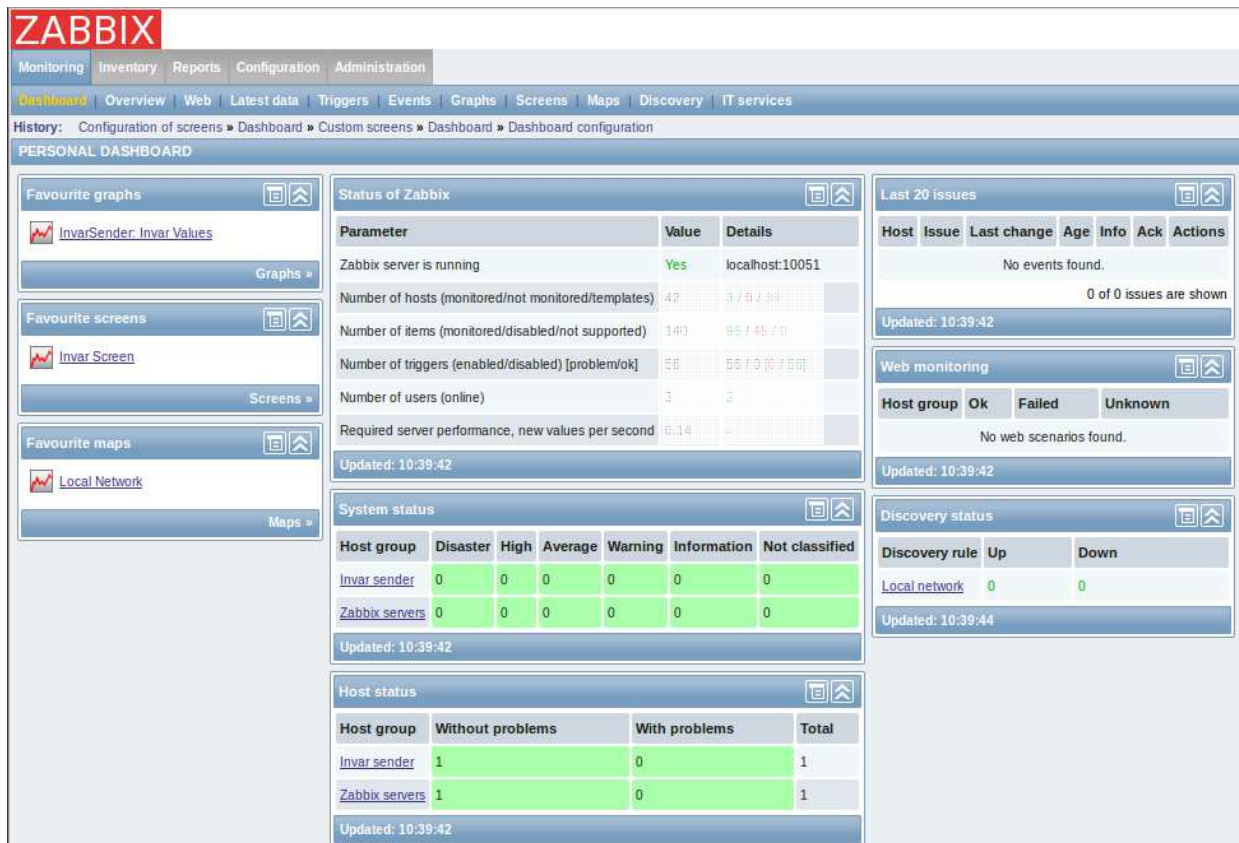 ZABBIX
Monitoring Inventory Reports Configuration Administration
Dashboard | Overview | Web | Latest data | Triggers | Events | Graphs | Screens | Maps | Discovery | IT services
History: Configuration of screens » Dashboard » Custom screens » Dashboard » Dashboard configuration
PERSONAL DASHBOARD
Favourite graphs
InvarSender: Invar Values
Graphs »
Favourite screens
Invar Screen
Screens »
Favourite maps
Local Network
Maps »
Status of Zabbix
Parameter Value Details
Zabbix server is running Yes localhost:10051
Number of hosts (monitored/not monitored/templates) 42 3 / 0 / 39
Number of items (monitored/disabled/not supported) 140 95 / 45 / 0
Number of triggers (enabled/disabled) [problem/ok] 56 56 / 0 [0 / 56]
Number of users (online) 3 2
Required server performance, new values per second 0.14 -
Updated: 10:39:42
System status
Host group Disaster High Average Warning Information Not classified
Invar sender 0 0 0 0 0 0
Zabbix servers 0 0 0 0 0 0
Updated: 10:39:42
Host status
Host group Without problems With problems Total
Invar sender 1 0 1
Zabbix servers 1 0 1
Updated: 10:39:42
Last 20 issues
Host Issue Last change Age Info Ack Actions
No events found.
0 of 0 issues are shown
Updated: 10:39:42
Web monitoring
Host group Ok Failed Unknown
No web scenarios found.
Updated: 10:39:42
Discovery status
Discovery rule Up Down
Local network 0 0
Updated: 10:39:44